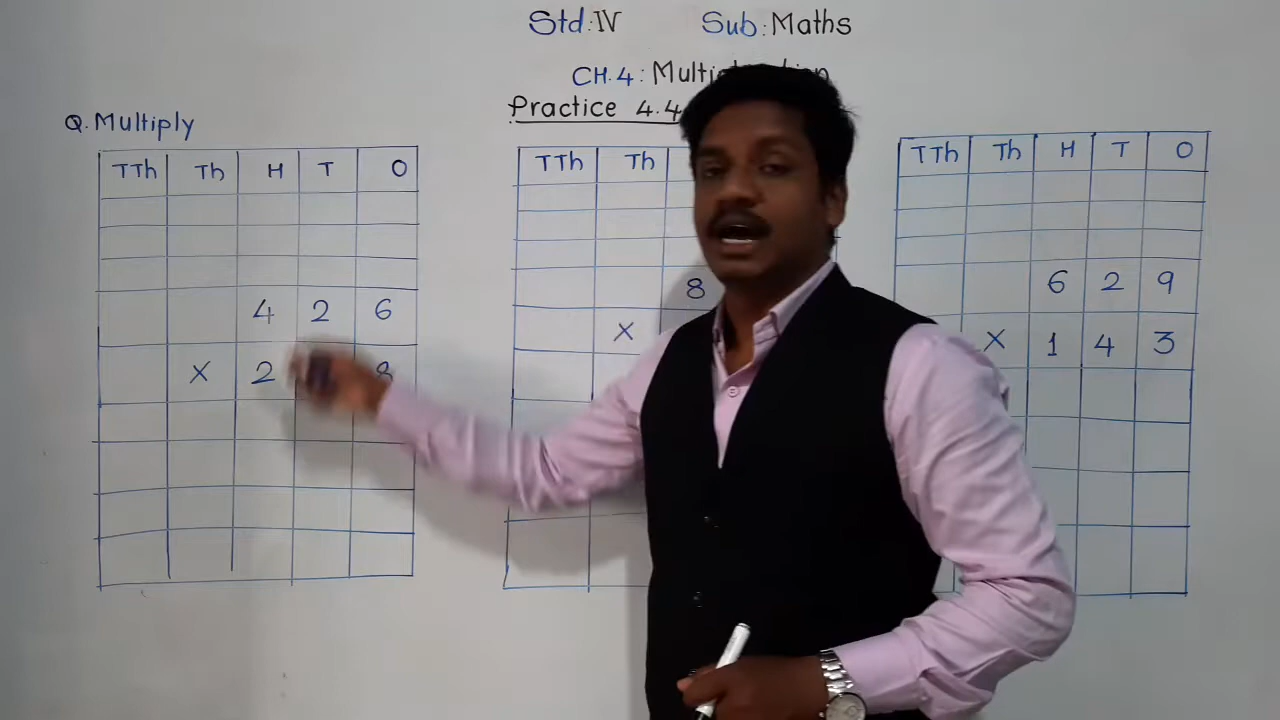 Std:IV Sub:Maths
CH.4:
Practice 4.4
Q.Multiply
TTh Th H T O
4 2 6
X 2 8
TTh Th
8
X
TTh Th H T O
6 2 9
X 1 4 3